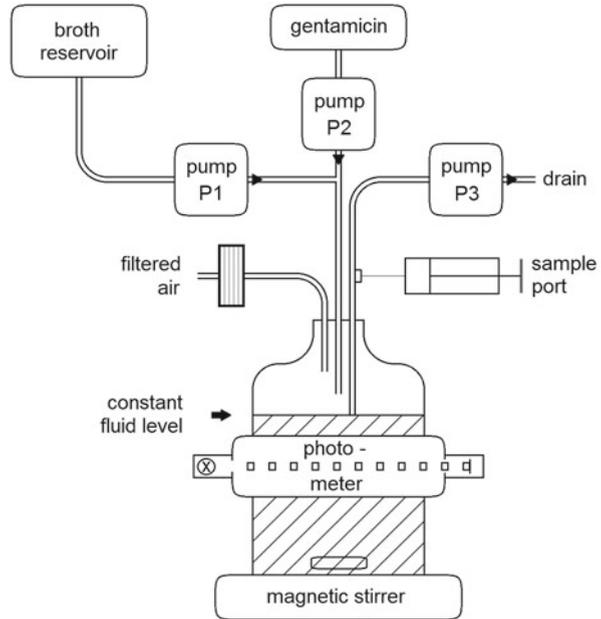 broth
reservoir
gentamicin
pump
P2
pump
P1
pump
P3
drain
filtered
air
sample
port
constant
fluid level
photo -
meter
magnetic stirrer